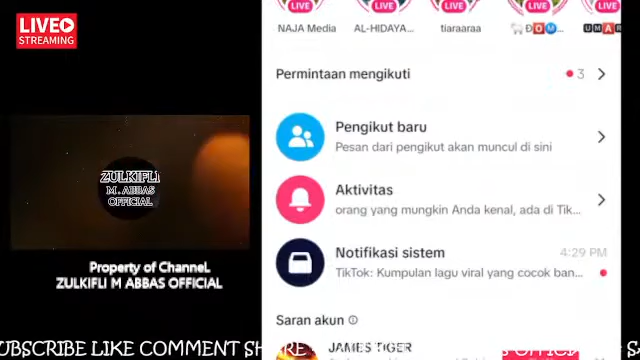 LIVE
STREAMING
LIVE
LIVE
LIVE
LIVE
LIVE
NAJA Media
AL-HIDAYA...
tiaraaraa
Permintaan mengikuti
3
Pengikut baru
Pesan dari pengikut akan muncul di sini
Aktivitas
orang yang mungkin Anda kenal, ada di Tik...
Notifikasi sistem
4:29 PM
TikTok: Kumpulan lagu viral yang cocok ban...
Saran akun
JAMES TIGER
ZULKIFLI
M. ABBAS
OFFICIAL
Property of Channel.
ZULKIFLI M ABBAS OFFICIAL
UBSCRIBE LIKE COMMENT SH